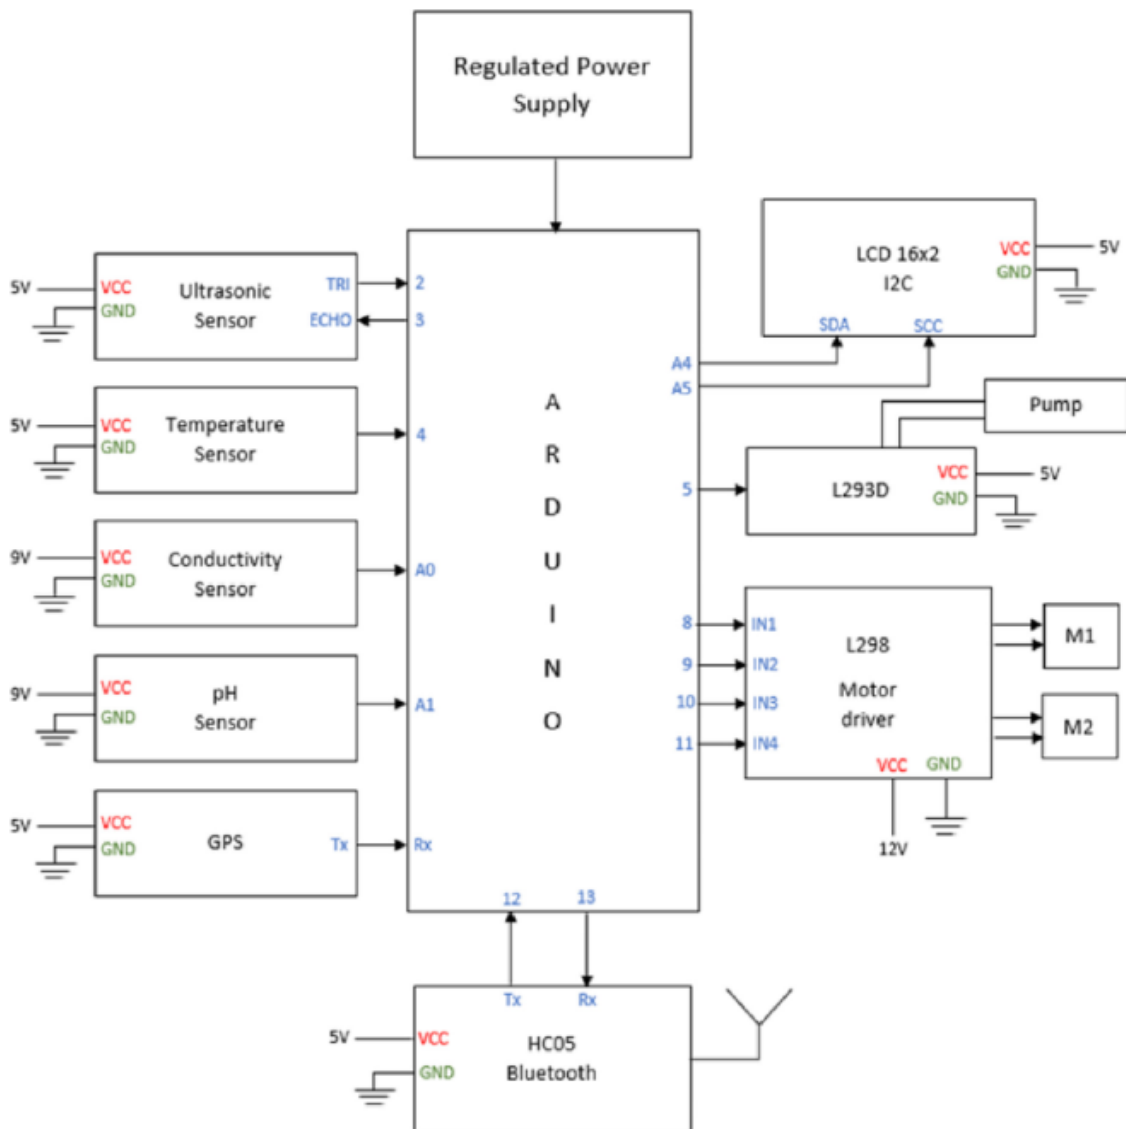 Regulated Power
Supply
5V
VCC
GND
Ultrasonic
Sensor
TRI
ECHO
2
3
5V
VCC
GND
Temperature
Sensor
4
9V
VCC
GND
Conductivity
Sensor
A0
9V
VCC
GND
pH
Sensor
A1
5V
VCC
GND
GPS
Tx
Rx
A
R
D
U
I
N
O
12
13
A4
A5
5
8
9
10
11
LCD 16x2
I2C
VCC
GND
5V
SDA
SCC
Pump
L293D
VCC
GND
5V
IN1
IN2
IN3
IN4
L298
Motor
driver
VCC
GND
12V
M1
M2
Tx
Rx
5V
VCC
GND
HC05
Bluetooth